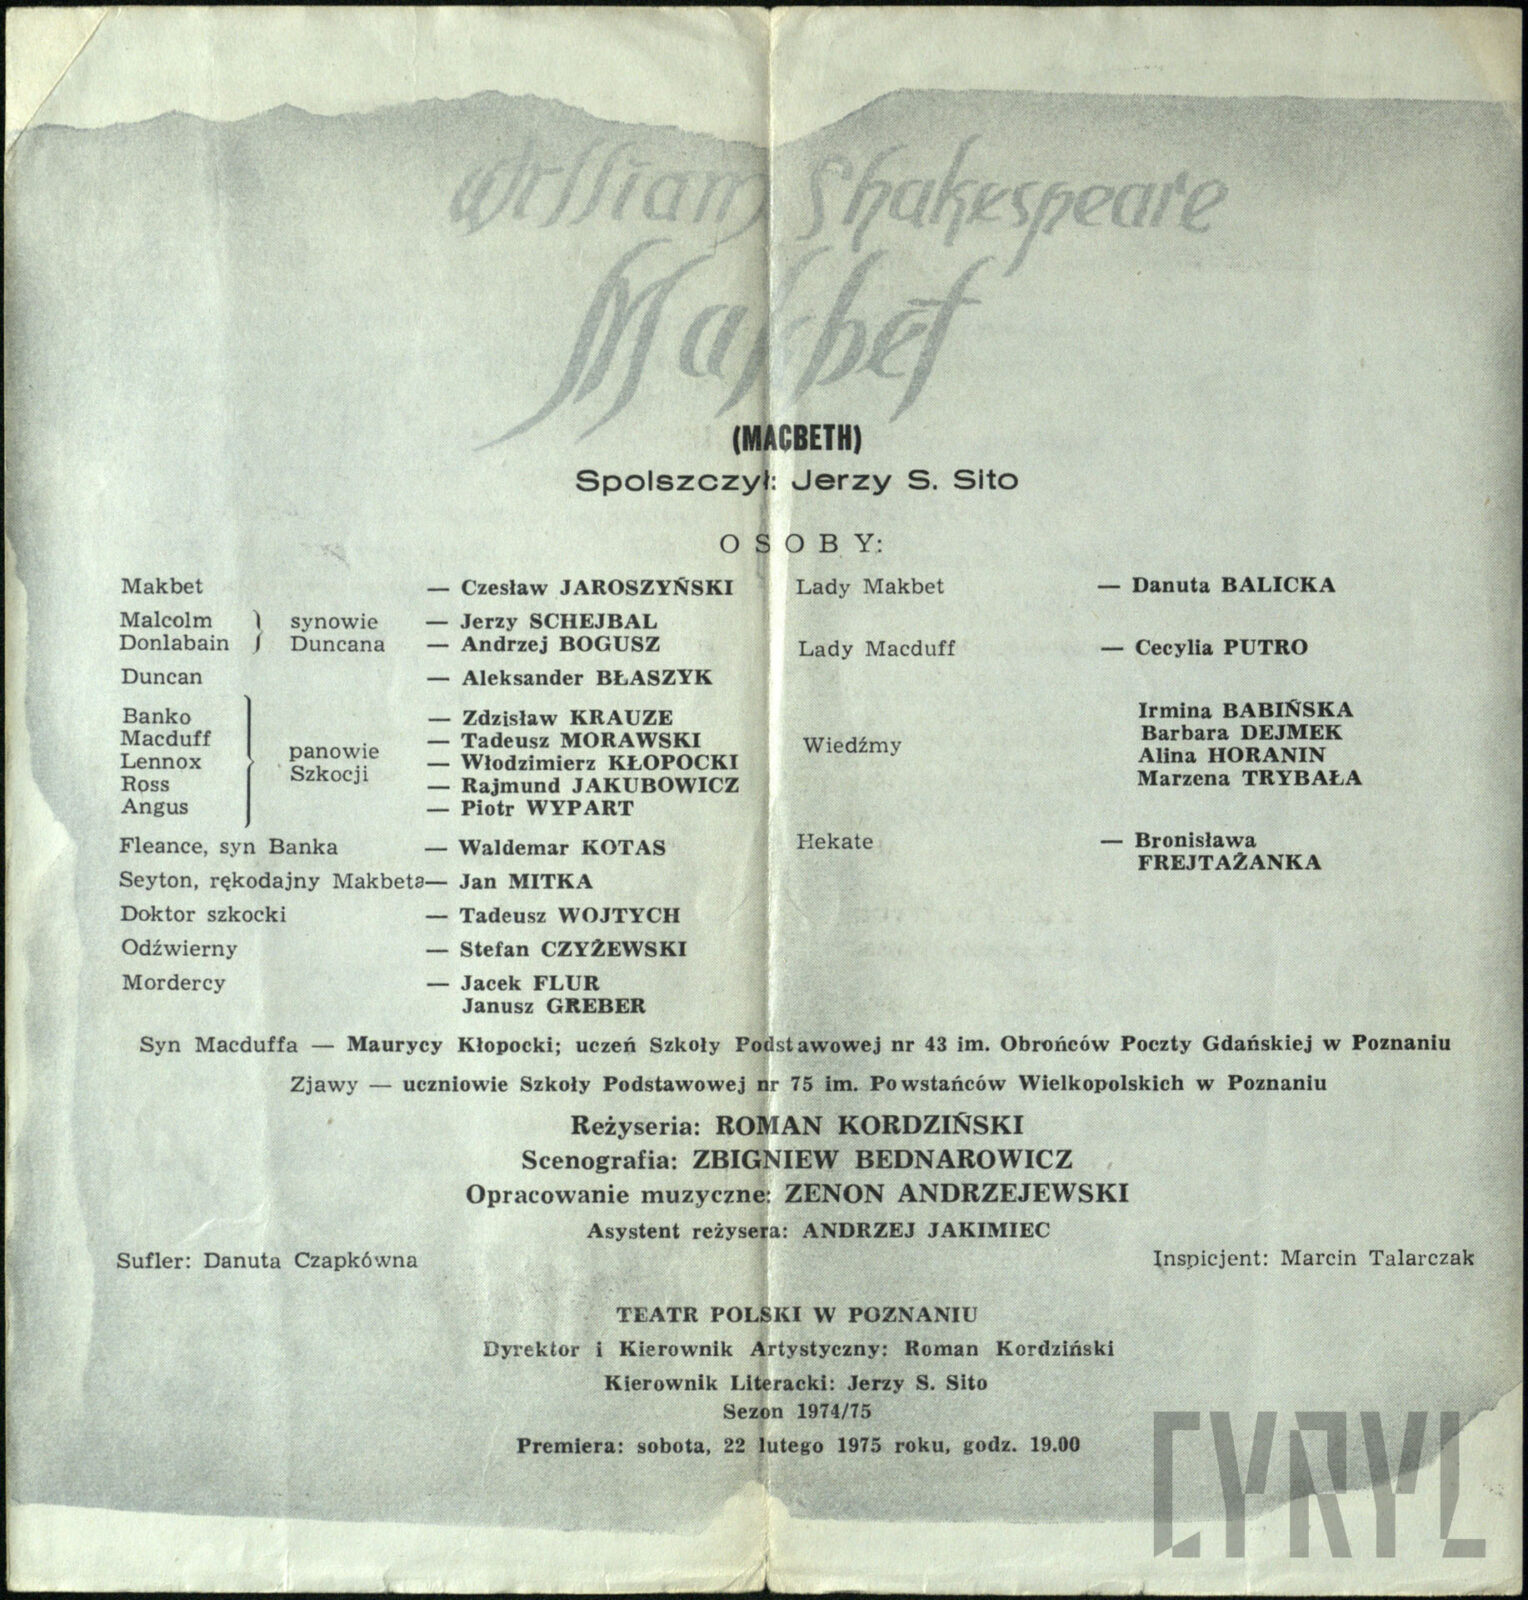 William Shakespeare
Makbet
(MACBETH)
Spolszczył: Jerzy S. Sito
OSOBY:
Makbet — Czesław JAROSZYŃSKI
Malcolm } synowie — Jerzy SCHEJBAL
Donlabain } Duncana — Andrzej BOGUSZ
Duncan — Aleksander BŁASZYK
Banko — Zdzisław KRAUZE
Macduff — Tadeusz MORAWSKI
Lennox } panowie — Włodzimierz KŁOPOCKI
Ross Szkocji — Rajmund JAKUBOWICZ
Angus — Piotr WYPART
Fleance, syn Banka — Waldemar KOTAS
Seyton, rękodajny Makbeta — Jan MITKA
Doktor szkocki — Tadeusz WOJTYCH
Odźwierny — Stefan CZYŻEWSKI
Mordercy — Jacek FLUR
Janusz GREBER
Lady Makbet — Danuta BALICKA
Lady Macduff — Cecylia PUTRO
Irmina BABIŃSKA
Barbara DEJMEK
Wiedźmy
Alina HORANIN
Marzena TRYBAŁA
Hekate — Bronisława
FREJTAŻANKA
Syn Macduffa — Maurycy Kłopocki; uczeń Szkoły Podstawowej nr 43 im. Obrońców Poczty Gdańskiej w Poznaniu
Zjawy — uczniowie Szkoły Podstawowej nr 75 im. Powstańców Wielkopolskich w Poznaniu
Reżyseria: ROMAN KORDZIŃSKI
Scenografia: ZBIGNIEW BEDNAROWICZ
Opracowanie muzyczne: ZENON ANDRZEJEWSKI
Asystent reżysera: ANDRZEJ JAKIMIEC
Sufler: Danuta Czapkówna
Inspicjent: Marcin Talarczak
TEATR POLSKI W POZNANIU
Dyrektor i Kierownik Artystyczny: Roman Kordziński
Kierownik Literacki: Jerzy S. Sito
Sezon 1974/75
Premiera: sobota, 22 lutego 1975 roku, godz. 19.00
CYRYL